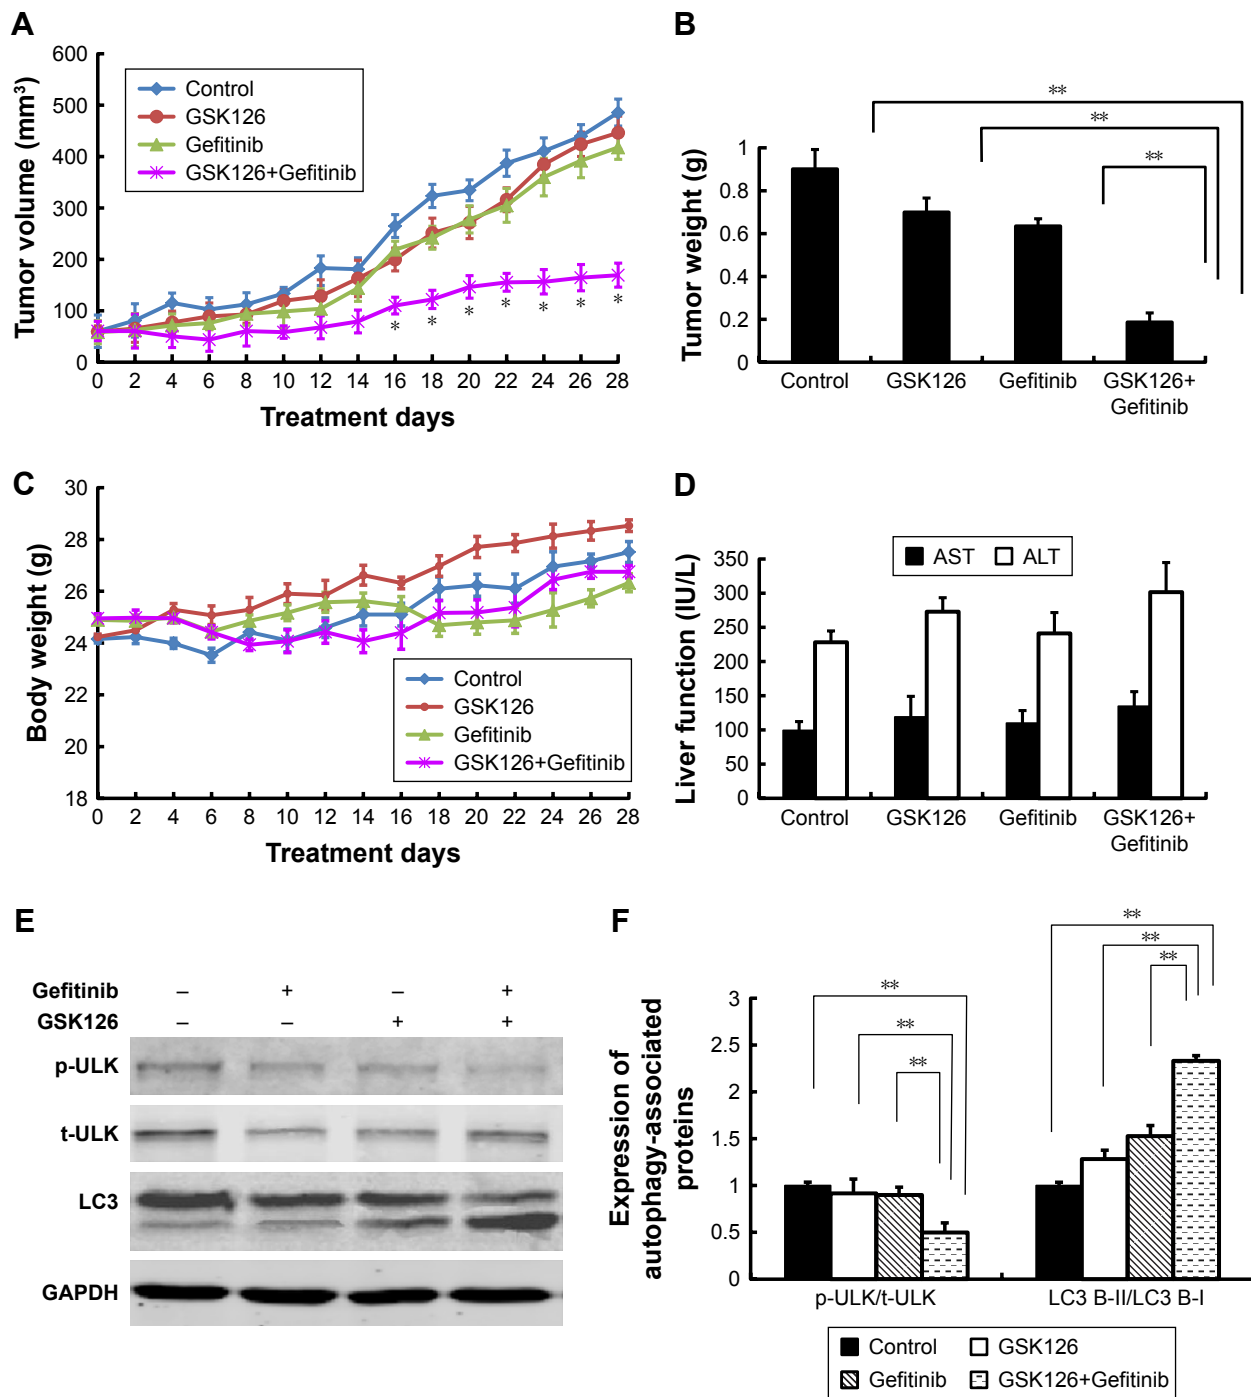 A
Tumor volume (mm³)
600
500
400
300
200
100
0
Control
GSK126
Gefitinib
GSK126+Gefitinib
* * * * * * *
0 2 4 6 8 10 12 14 16 18 20 22 24 26 28
Treatment days
B
Tumor weight (g)
**
**
**
1
0.8
0.6
0.4
0.2
0
Control GSK126 Gefitinib GSK126+
Gefitinib
C
Body weight (g)
30
28
26
24
22
20
18
Control
GSK126
Gefitinib
GSK126+Gefitinib
0 2 4 6 8 10 12 14 16 18 20 22 24 26 28
Treatment days
D
Liver function (IU/L)
AST ALT
350
300
250
200
150
100
50
0
Control GSK126 Gefitinib GSK126+
Gefitinib
E
Gefitinib – + – +
GSK126 – – + +
p-ULK
t-ULK
LC3
GAPDH
F
Expression of
autophagy-associated
proteins
**
**
**
**
**
**
3
2.5
2
1.5
1
0.5
0
p-ULK/t-ULK LC3 B-II/LC3 B-I
Control GSK126
Gefitinib GSK126+Gefitinib